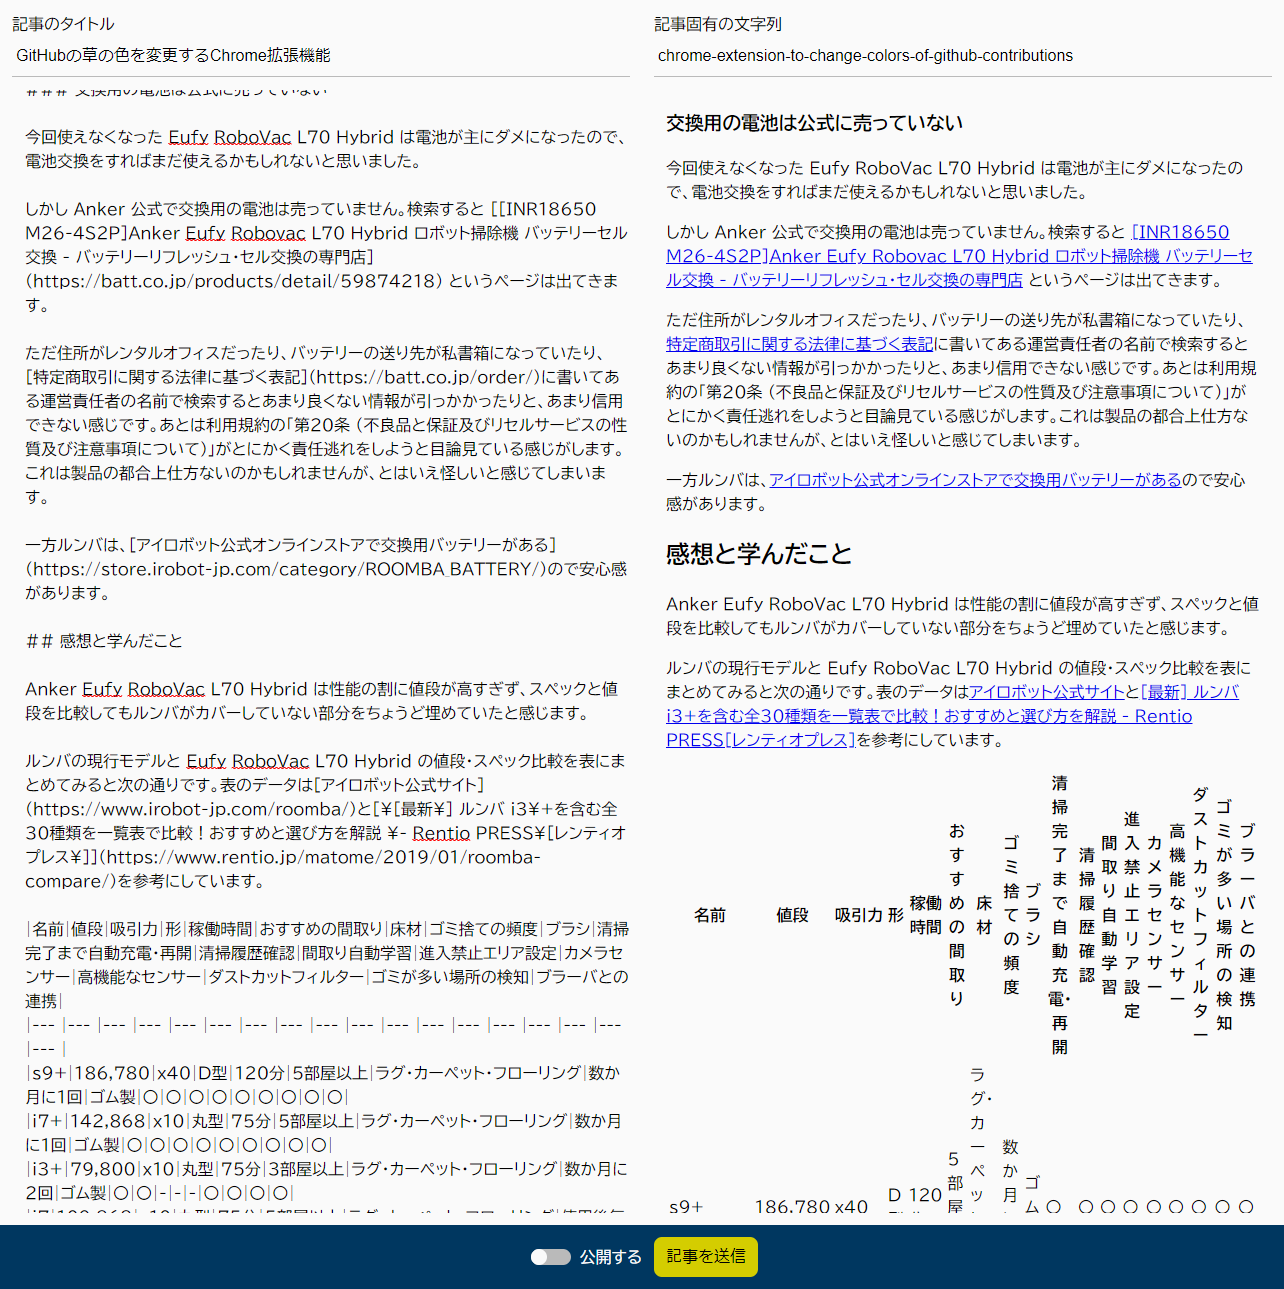 記事のタイトル
GitHubの草の色を変更するChrome拡張機能
記事固有の文字列
chrome-extension-to-change-colors-of-github-contributions
### 交換用の電池は公式に売っていない
今回使えなくなった Eufy RoboVac L70 Hybrid は電池が主にダメになったので、
電池交換をすればまだ使えるかもしれないと思いました。
しかし Anker 公式で交換用の電池は売っていません。検索すると [[INR18650
M26-4S2P]Anker Eufy Robovac L70 Hybrid ロボット掃除機 バッテリーセル
交換 - バッテリーリフレッシュ・セル交換の専門店]
(https://batt.co.jp/products/detail/59874218) というページは出てきま
す。
ただ住所がレンタルオフィスだったり、バッテリーの送り先が私書箱になっていたり、
[特定商取引に関する法律に基づく表記](https://batt.co.jp/order/)に書いてあ
る運営責任者の名前で検索するとあまり良くない情報が引っかかったりと、あまり信用
できない感じです。あとは利用規約の「第20条 (不良品と保証及びリセルサービスの性
質及び注意事項について)」がとにかく責任逃れをしようと目論見ている感じがします。
これは製品の都合上仕方ないのかもしれませんが、とはいえ怪しいと感じてしまいま
す。
一方ルンバは、[アイロボット公式オンラインストアで交換用バッテリーがある]
(https://store.irobot-jp.com/category/ROOMBA_BATTERY/)ので安心感
があります。
## 感想と学んだこと
Anker Eufy RoboVac L70 Hybrid は性能の割に値段が高すぎず、スペックと値
段を比較してもルンバがカバーしていない部分をちょうど埋めていたと感じます。
ルンバの現行モデルと Eufy RoboVac L70 Hybrid の値段・スペック比較を表にま
とめてみると次の通りです。表のデータは[アイロボット公式サイト]
(https://www.irobot-jp.com/roomba/)と[¥[最新¥] ルンバ i3¥+を含む全
30種類を一覧表で比較！おすすめと選び方を解説 ¥- Rentio PRESS¥[レンティオ
プレス¥]](https://www.rentio.jp/matome/2019/01/roomba-
compare/)を参考にしています。
|名前|値段|吸引力|形|稼働時間|おすすめの間取り|床材|ゴミ捨ての頻度|ブラシ|清掃
完了まで自動充電・再開|清掃履歴確認|間取り自動学習|進入禁止エリア設定|カメラセ
ンサー|高機能なセンサー|ダストカットフィルター|ゴミが多い場所の検知|ブラーバとの
連携|
|--- |--- |--- |--- |--- |--- |--- |--- |--- |--- |--- |--- |--- |--- |--- |--- |---
|--- |
|s9+|186,780|x40|D型|120分|5部屋以上|ラグ・カーペット・フローリング|数か
月に1回|ゴム製|〇|〇|〇|〇|〇|〇|〇|〇|〇|
|i7+|142,868|x10|丸型|75分|5部屋以上|ラグ・カーペット・フローリング|数か月
に1回|ゴム製|〇|〇|〇|〇|〇|〇|〇|〇|〇|
|i3+|79,800|x10|丸型|75分|3部屋以上|ラグ・カーペット・フローリング|数か月に
2回|ゴム製|〇|〇|-|-|-|〇|〇|〇|〇|
交換用の電池は公式に売っていない
今回使えなくなった Eufy RoboVac L70 Hybrid は電池が主にダメになったの
で、電池交換をすればまだ使えるかもしれないと思いました。
しかし Anker 公式で交換用の電池は売っていません。検索すると [INR18650
M26-4S2P]Anker Eufy Robovac L70 Hybrid ロボット掃除機 バッテリーセ
ル交換 - バッテリーリフレッシュ・セル交換の専門店 というページは出てきます。
ただ住所がレンタルオフィスだったり、バッテリーの送り先が私書箱になっていたり、
特定商取引に関する法律に基づく表記に書いてある運営責任者の名前で検索すると
あまり良くない情報が引っかかったりと、あまり信用できない感じです。あとは利用規
約の「第20条 (不良品と保証及びリセルサービスの性質及び注意事項について)」が
とにかく責任逃れをしようと目論見ている感じがします。これは製品の都合上仕方な
いのかもしれませんが、とはいえ怪しいと感じてしまいます。
一方ルンバは、アイロボット公式オンラインストアで交換用バッテリーがあるので安心
感があります。
感想と学んだこと
Anker Eufy RoboVac L70 Hybrid は性能の割に値段が高すぎず、スペックと値
段を比較してもルンバがカバーしていない部分をちょうど埋めていたと感じます。
ルンバの現行モデルと Eufy RoboVac L70 Hybrid の値段・スペック比較を表に
まとめてみると次の通りです。表のデータはアイロボット公式サイトと[最新] ルンバ
i3+を含む全30種類を一覧表で比較！おすすめと選び方を解説 - Rentio
PRESS[レンティオプレス]を参考にしています。
名前
値段
吸引力
形
稼働時間
おすすめの間取り
床材
ゴミ捨ての頻度
ブラシ
清掃完了まで自動充電・再開
清掃履歴確認
間取り自動学習
進入禁止エリア設定
カメラセンサー
高機能なセンサー
ダストカットフィルター
ゴミが多い場所の検知
ブラーバとの連携
s9+
186,780
x40
D
120
5部屋
ラグ・カーペッ
数か月
ゴム
〇
〇
〇
〇
〇
〇
〇
〇
〇
公開する
記事を送信